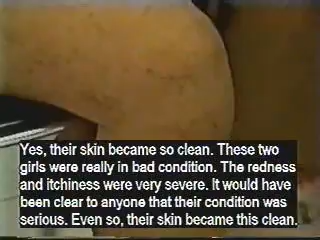 Yes, their skin became so clean. These two
girls were really in bad condition. The redness
and itchiness were very severe. It would have
been clear to anyone that their condition was
serious. Even so, their skin became this clean.